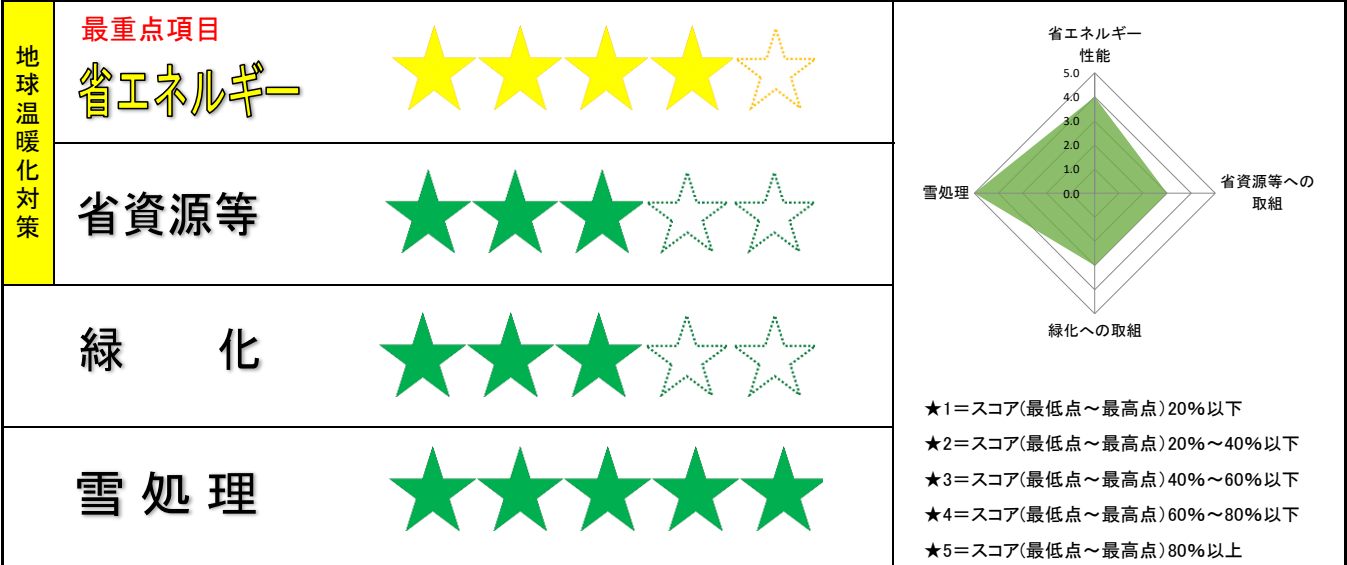 地球温暖化対策
最重点項目
省エネルギー
省資源等
緑 化
雪処理
省エネルギー
性能
5.0
4.0
3.0
2.0
1.0
0.0
雪処理
省資源等への
取組
緑化への取組
★1＝スコア(最低点～最高点)20%以下
★2＝スコア(最低点～最高点)20%～40%以下
★3＝スコア(最低点～最高点)40%～60%以下
★4＝スコア(最低点～最高点)60%～80%以下
★5＝スコア(最低点～最高点)80%以上